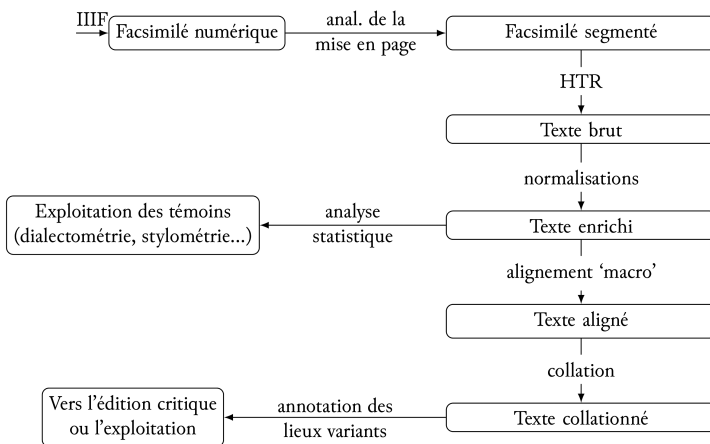 IIIF
Facsimilé numérique
anal. de la
mise en page
Facsimilé segmenté
HTR
Texte brut
normalisations
Exploitation des témoins
(dialectométrie, stylométrie...)
analyse
statistique
Texte enrichi
alignement ‘macro’
Texte aligné
collation
Vers l’édition critique
ou l’exploitation
annotation des
lieux variants
Texte collationné